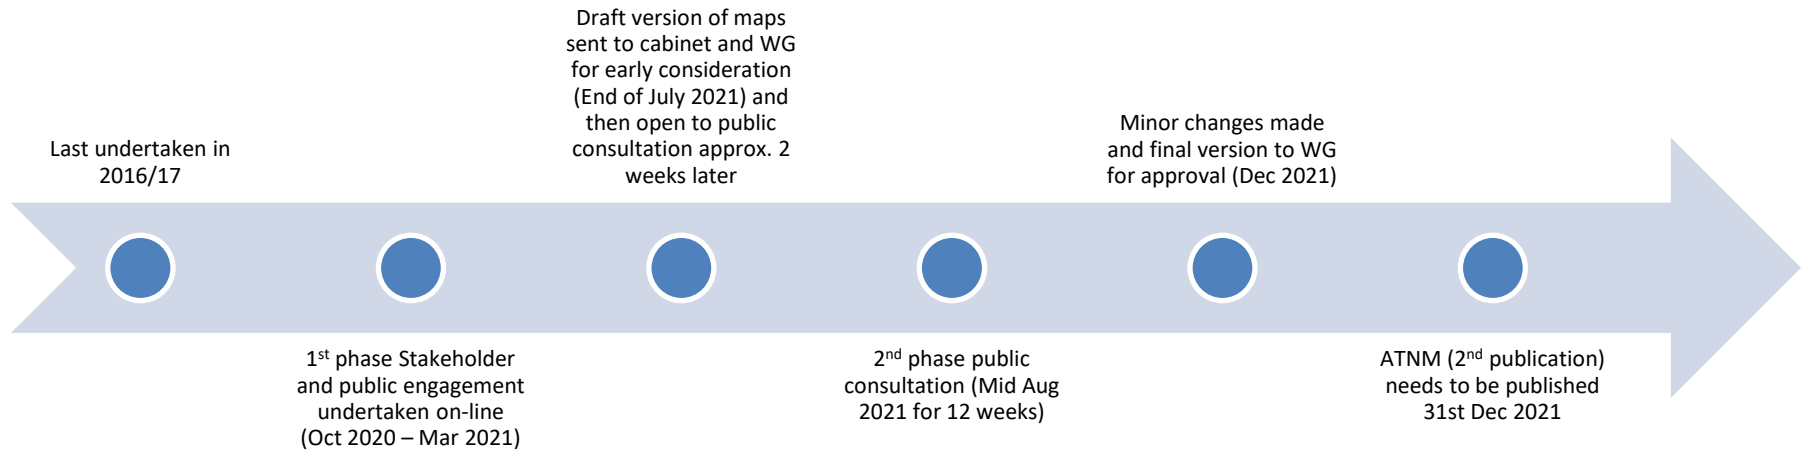 Last undertaken in
2016/17
1st phase Stakeholder
and public engagement
undertaken on-line
(Oct 2020 – Mar 2021)
Draft version of maps
sent to cabinet and WG
for early consideration
(End of July 2021) and
then open to public
consultation approx. 2
weeks later
2nd phase public
consultation (Mid Aug
2021 for 12 weeks)
Minor changes made
and final version to WG
for approval (Dec 2021)
ATNM (2nd publication)
needs to be published
31st Dec 2021